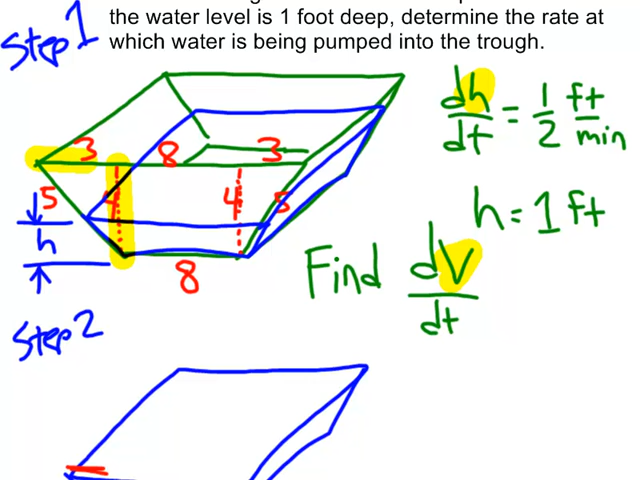 the water level is 1 foot deep, determine the rate at
which water is being pumped into the trough.
Step 1
3
8
3
5
4
4
5
h
8
dh/dt = 1/2 ft/min
h = 1 ft
Find dV/dt
Step 2